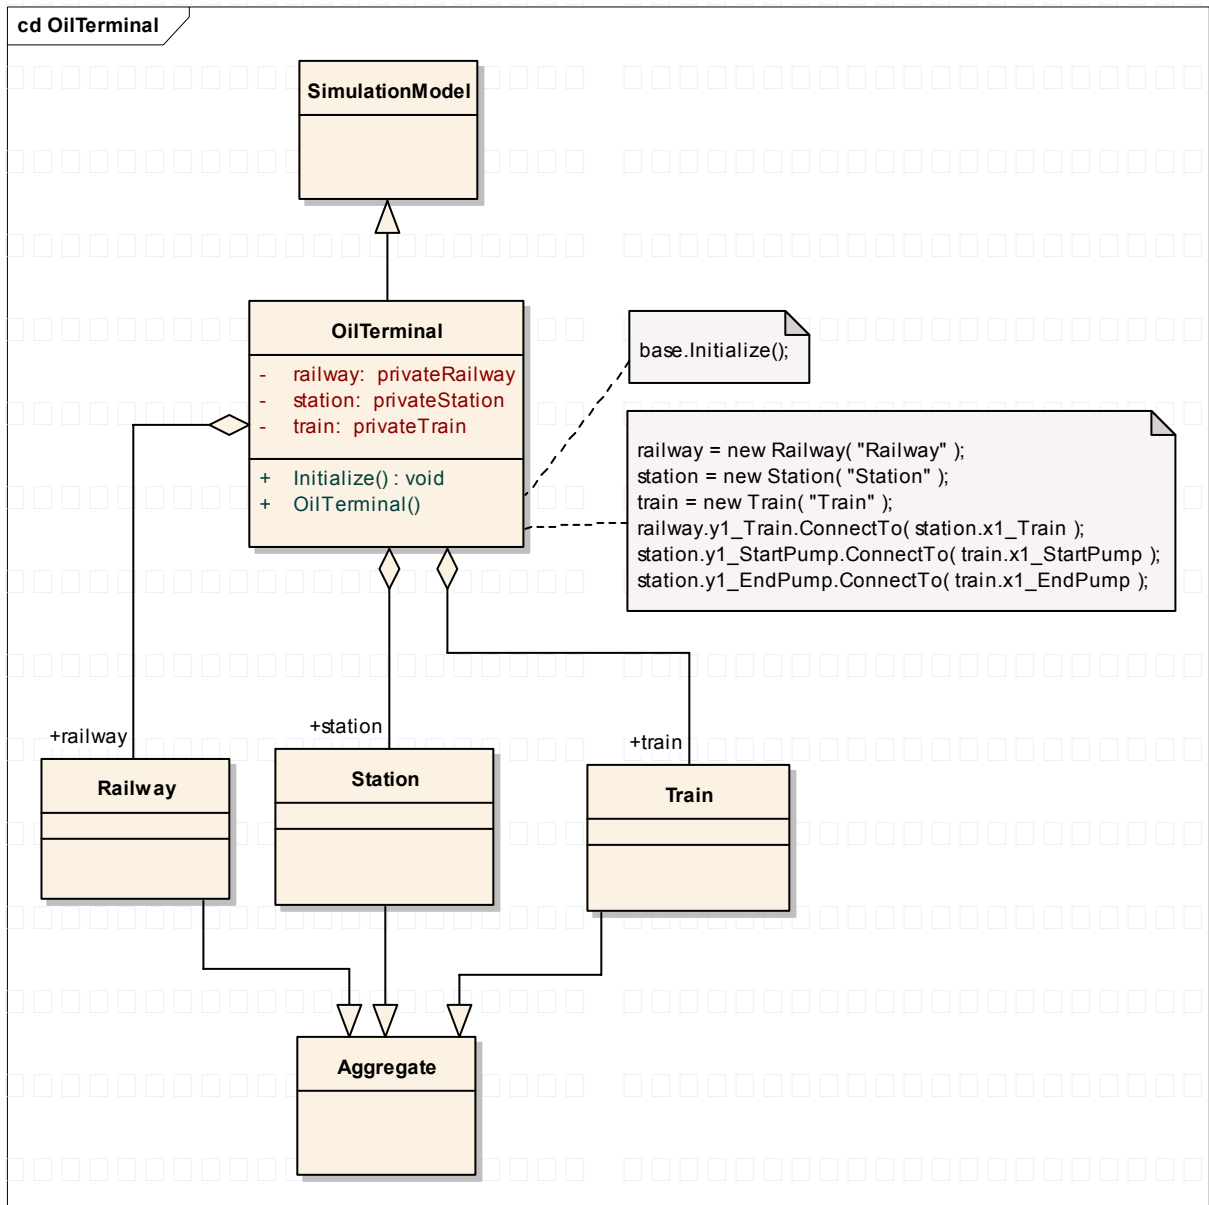 cd OilTerminal
SimulationModel
OilTerminal
- railway: privateRailway
- station: privateStation
- train: privateTrain
+ Initialize() : void
+ OilTerminal()
base.Initialize();
railway = new Railway( "Railway" );
station = new Station( "Station" );
train = new Train( "Train" );
railway.y1_Train.ConnectTo( station.x1_Train );
station.y1_StartPump.ConnectTo( train.x1_StartPump );
station.y1_EndPump.ConnectTo( train.x1_EndPump );
+railway
+station
+train
Railway
Station
Train
Aggregate